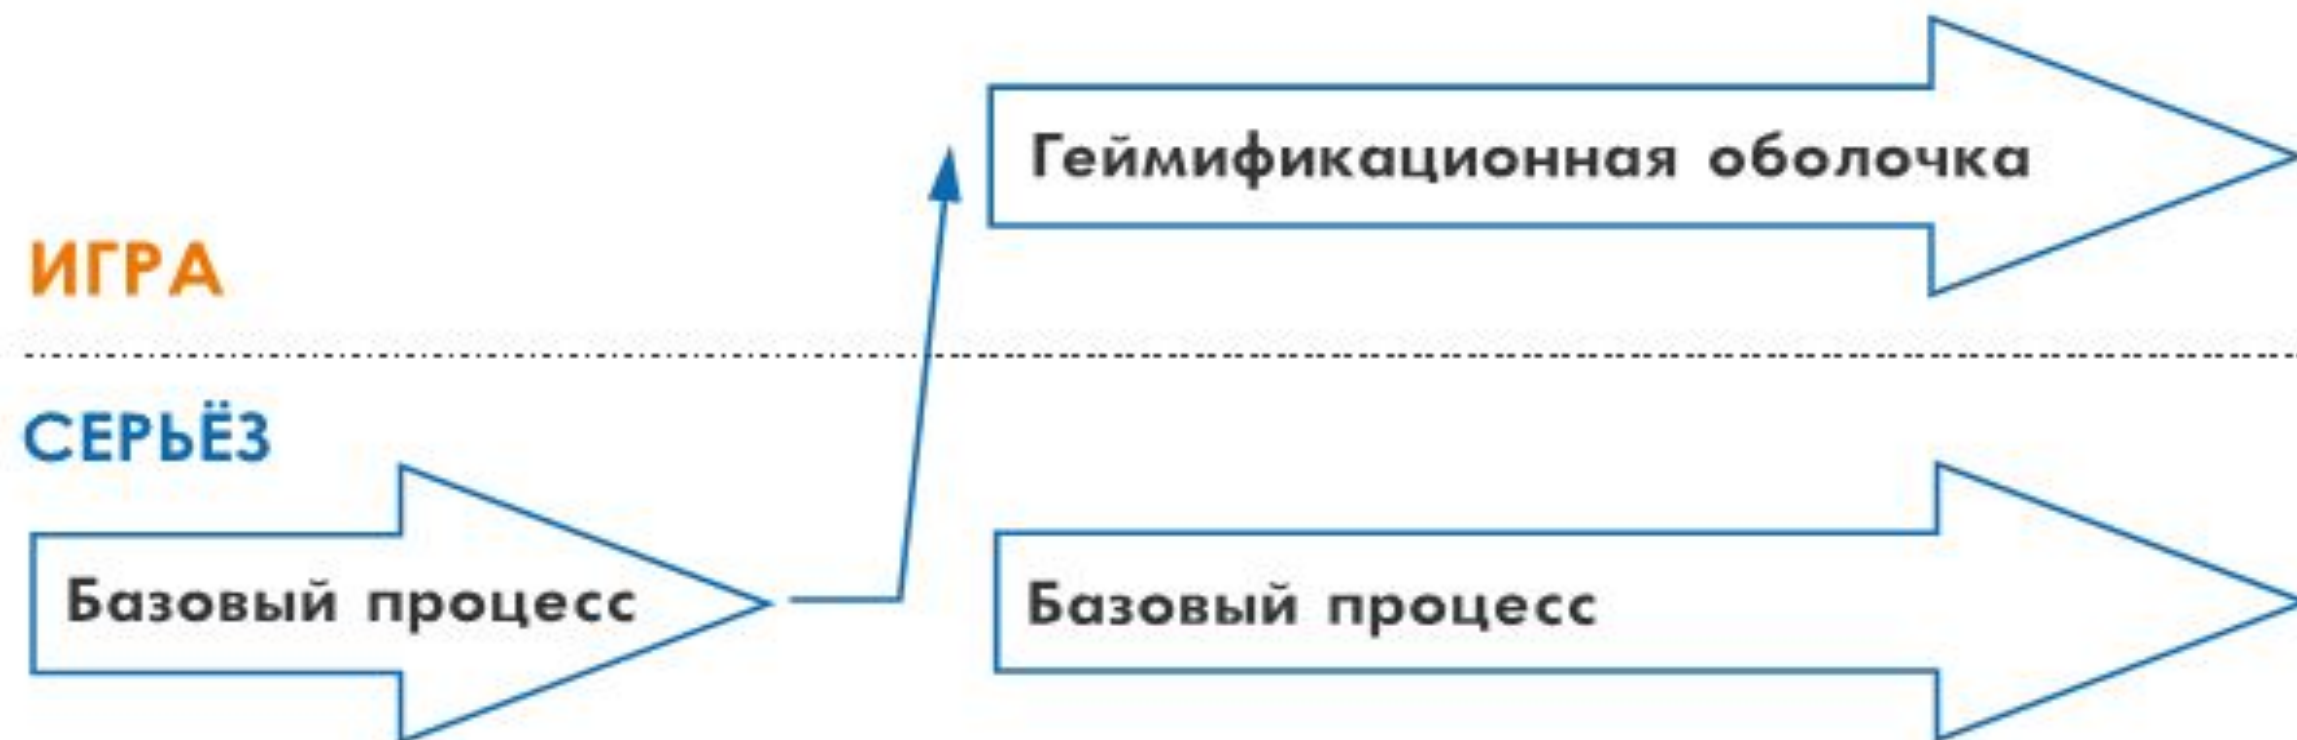 Геймификационная оболочка
ИГРА
СЕРЬЁЗ
Базовый процесс
Базовый процесс